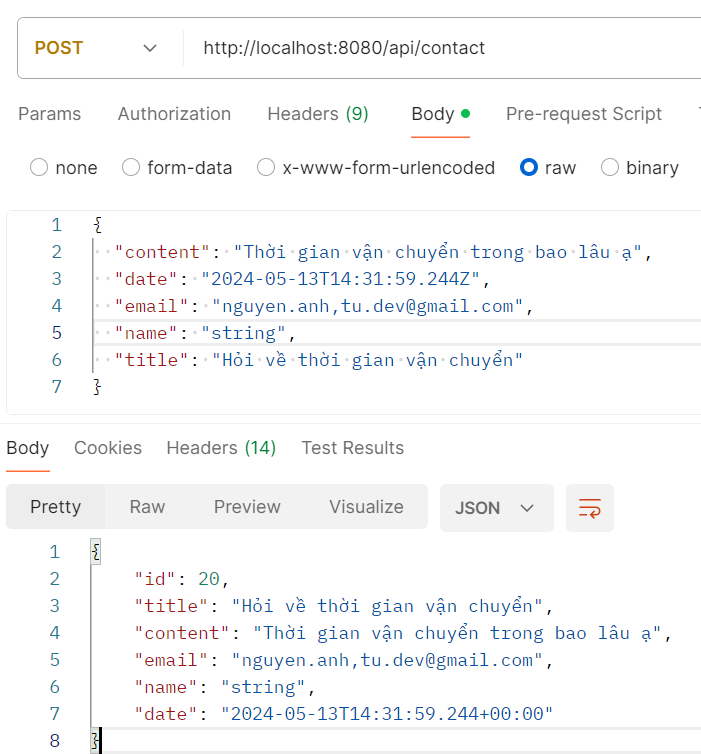 POST http://localhost:8080/api/contact
Params Authorization Headers (9) Body Pre-request Script
none form-data x-www-form-urlencoded raw binary
1 {
2 "content": "Thời gian vận chuyển trong bao lâu ạ",
3 "date": "2024-05-13T14:31:59.244Z",
4 "email": "nguyen.anh,tu.dev@gmail.com",
5 "name": "string",
6 "title": "Hỏi về thời gian vận chuyển"
7 }
Body Cookies Headers (14) Test Results
Pretty Raw Preview Visualize JSON
1 {
2 "id": 20,
3 "title": "Hỏi về thời gian vận chuyển",
4 "content": "Thời gian vận chuyển trong bao lâu ạ",
5 "email": "nguyen.anh,tu.dev@gmail.com",
6 "name": "string",
7 "date": "2024-05-13T14:31:59.244+00:00"
8 }